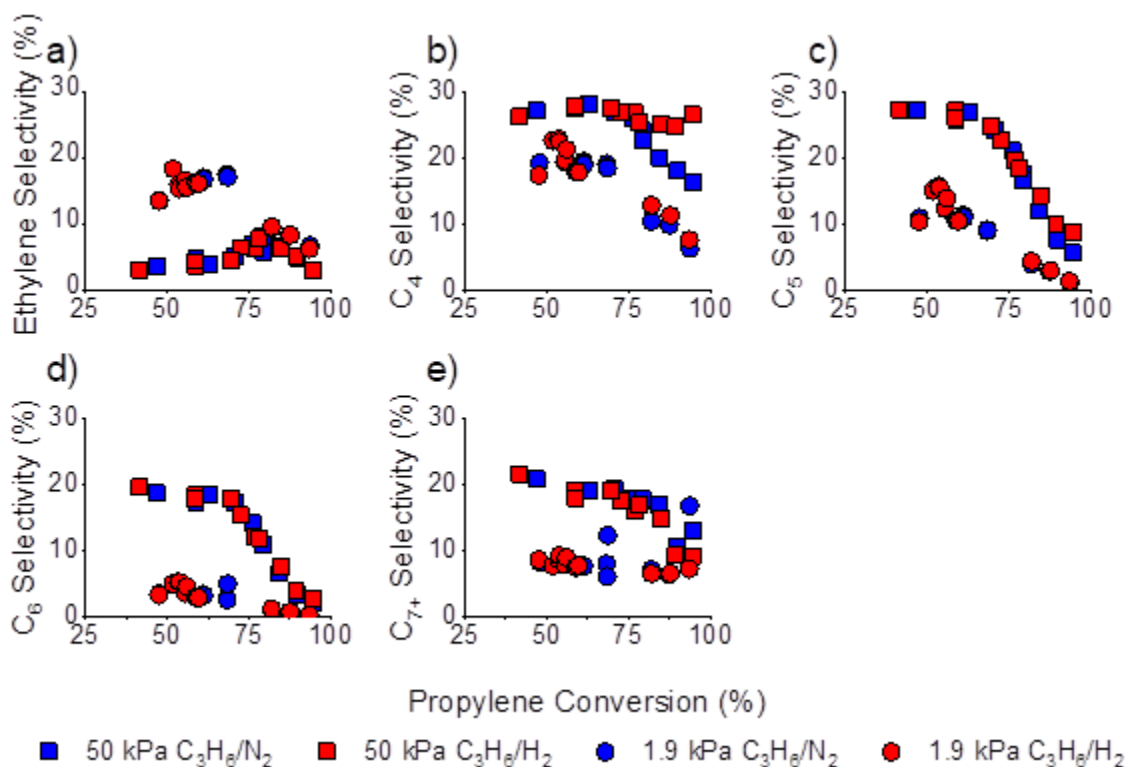 a)
Ethylene Selectivity (%)
30
20
10
0
25 50 75 100
b)
C₄ Selectivity (%)
30
20
10
0
25 50 75 100
c)
C₅ Selectivity (%)
30
20
10
0
25 50 75 100
d)
C₆ Selectivity (%)
30
20
10
0
25 50 75 100
e)
C₇₊ Selectivity (%)
30
20
10
0
25 50 75 100
Propylene Conversion (%)
50 kPa C₃H₆/N₂ 50 kPa C₃H₆/H₂ 1.9 kPa C₃H₆/N₂ 1.9 kPa C₃H₆/H₂